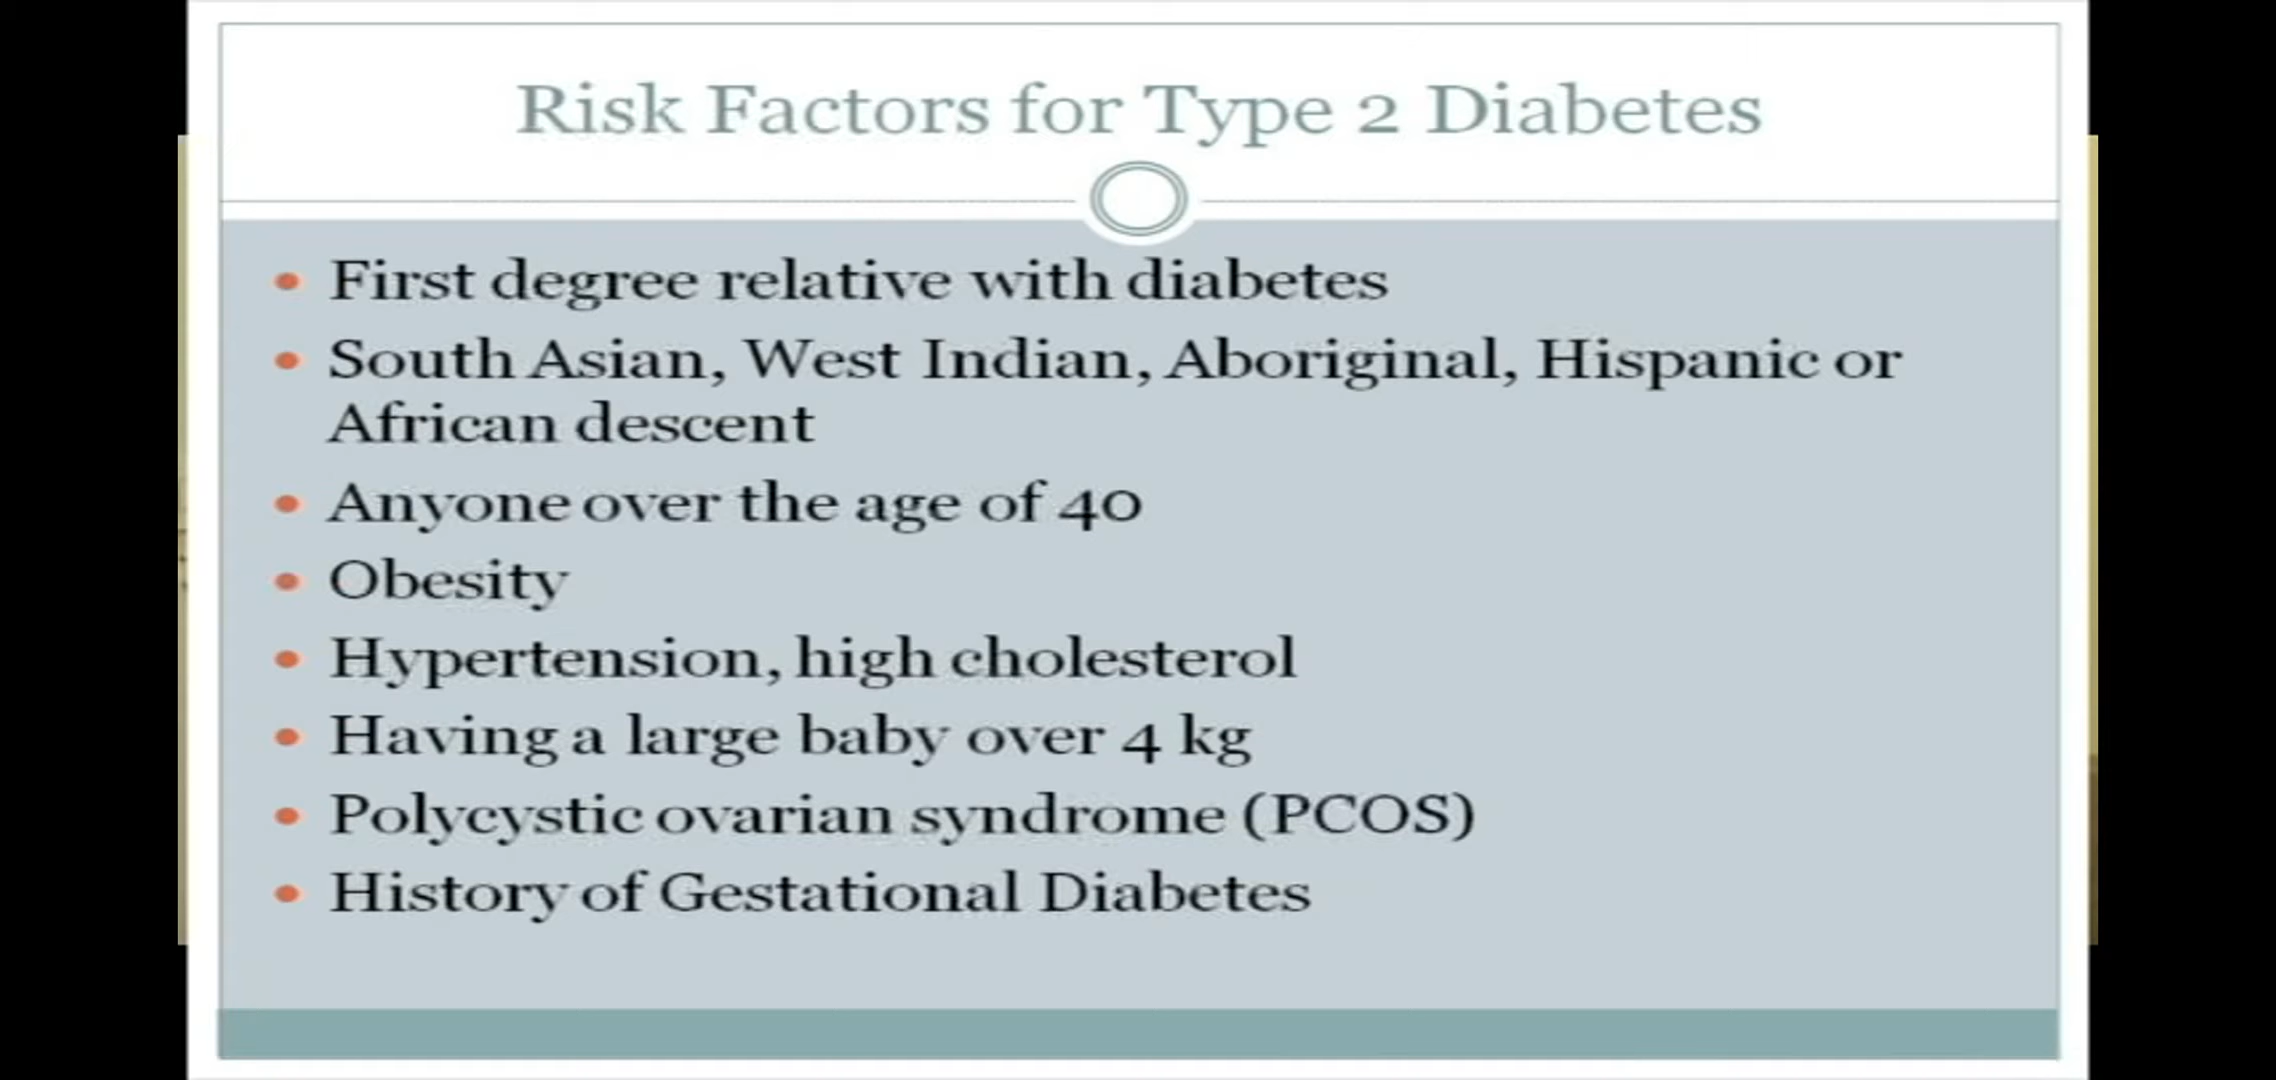 Risk Factors for Type 2 Diabetes
• First degree relative with diabetes
• South Asian, West Indian, Aboriginal, Hispanic or
African descent
• Anyone over the age of 40
• Obesity
• Hypertension, high cholesterol
• Having a large baby over 4 kg
• Polycystic ovarian syndrome (PCOS)
• History of Gestational Diabetes